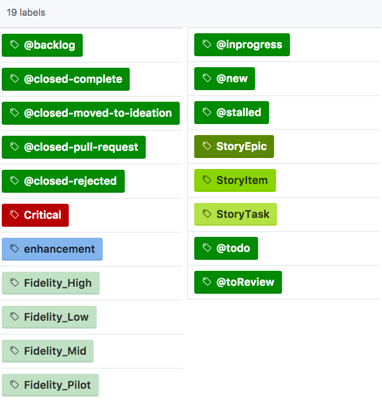 19 labels
@backlog
@closed-complete
@closed-moved-to-ideation
@closed-pull-request
@closed-rejected
Critical
enhancement
Fidelity_High
Fidelity_Low
Fidelity_Mid
Fidelity_Pilot
@inprogress
@new
@stalled
StoryEpic
StoryItem
StoryTask
@todo
@toReview